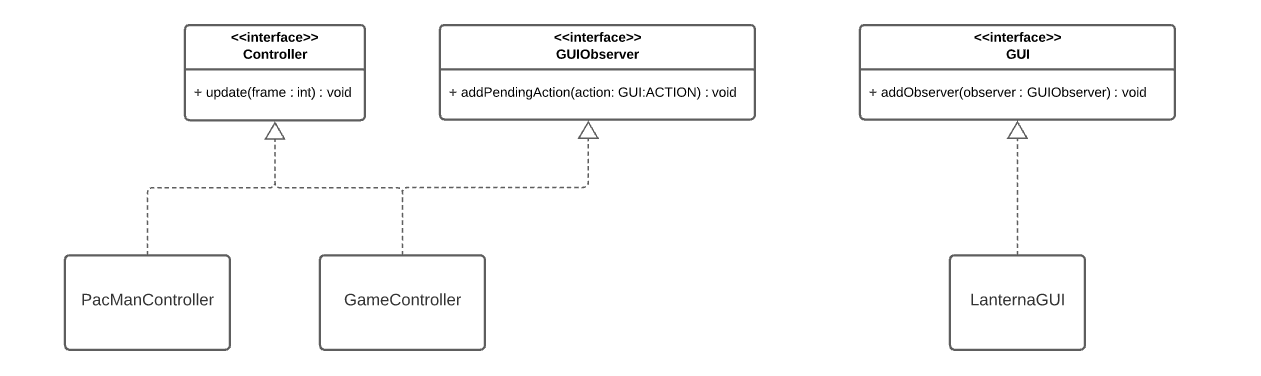 <<interface>>
Controller
+ update(frame : int) : void
<<interface>>
GUIObserver
+ addPendingAction(action: GUI:ACTION) : void
<<interface>>
GUI
+ addObserver(observer : GUIObserver) : void
PacManController
GameController
LanternaGUI